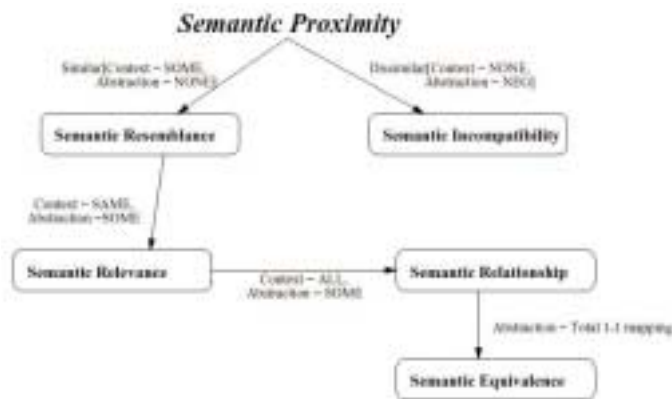 Semantic Proximity
Similar[Context = SOME,
Abstraction = NONE]
Dissimilar[Context = NONE,
Abstraction = NEG]
Semantic Resemblance
Semantic Incompatibility
Context = SAME,
Abstraction =SOME
Semantic Relevance
Context = ALL,
Abstraction = SOME
Semantic Relationship
Abstraction = Total 1-1 mapping
Semantic Equivalence